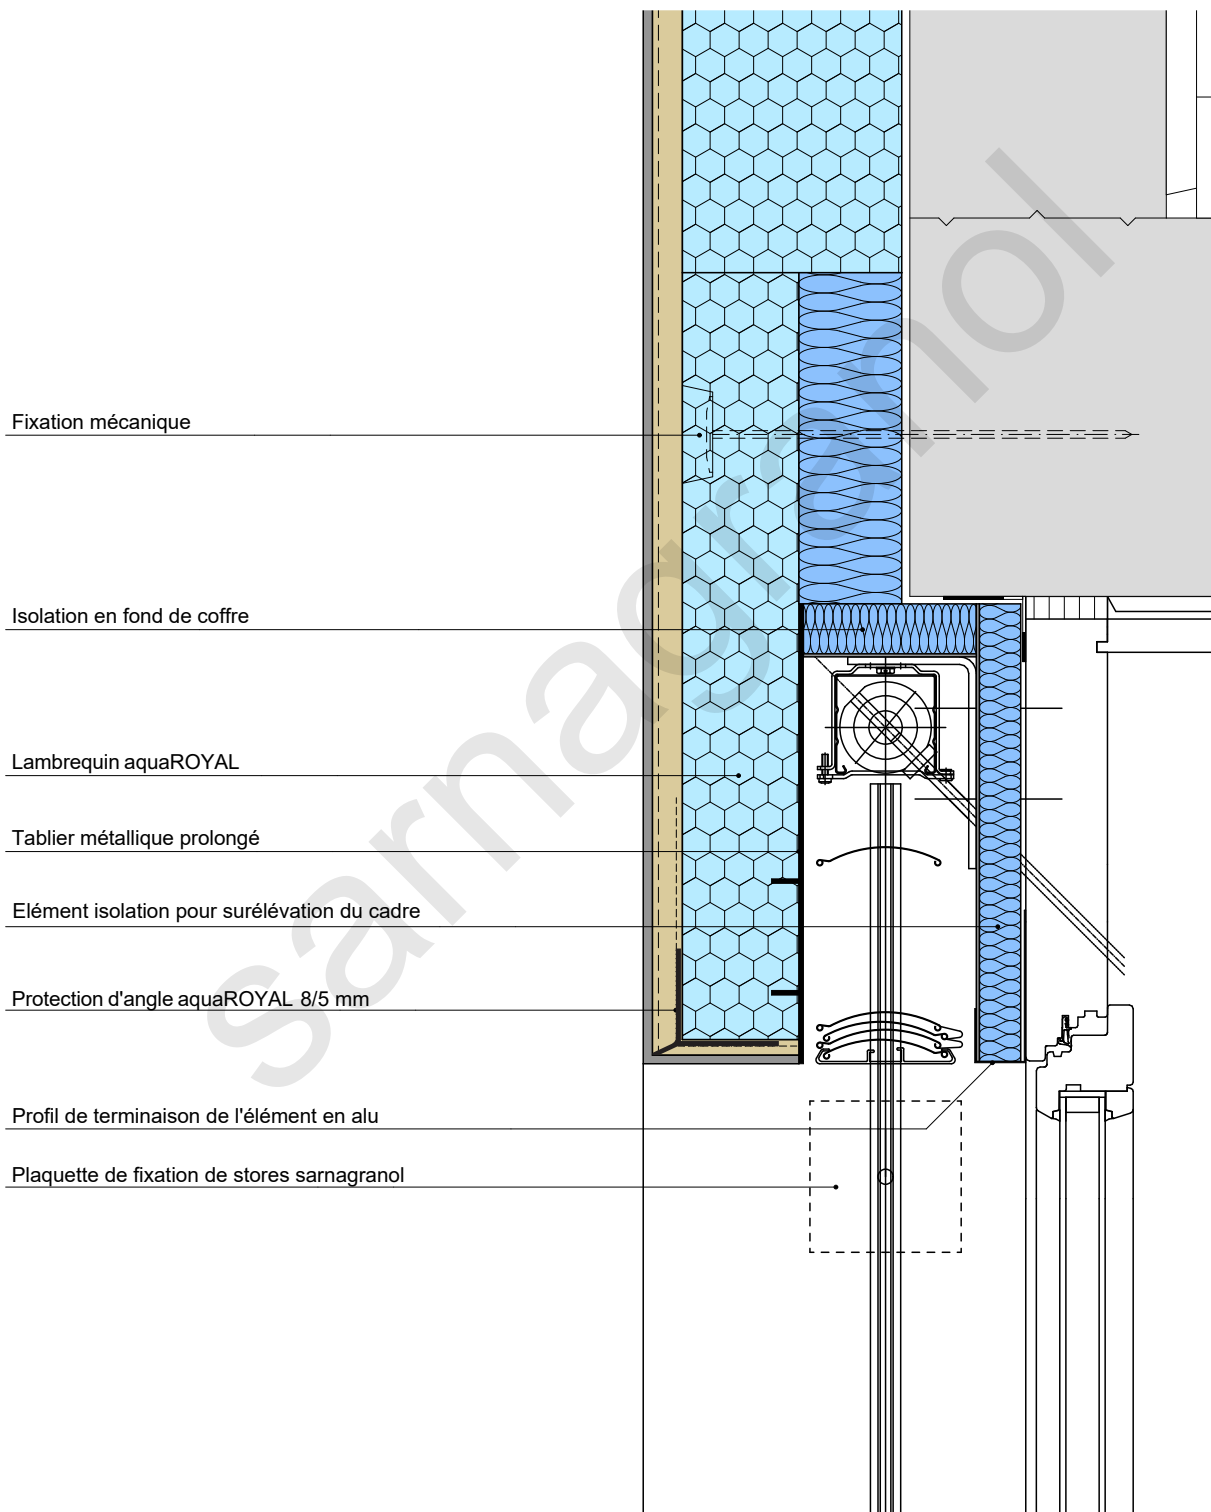 Fixation mécanique
Isolation en fond de coffre
Lambrequin aquaROYAL
Tablier métallique prolongé
Elément isolation pour surélévation du cadre
Protection d'angle aquaROYAL 8/5 mm
Profil de terminaison de l'élément en alu
Plaquette de fixation de stores sarnagranol
sarnagranol